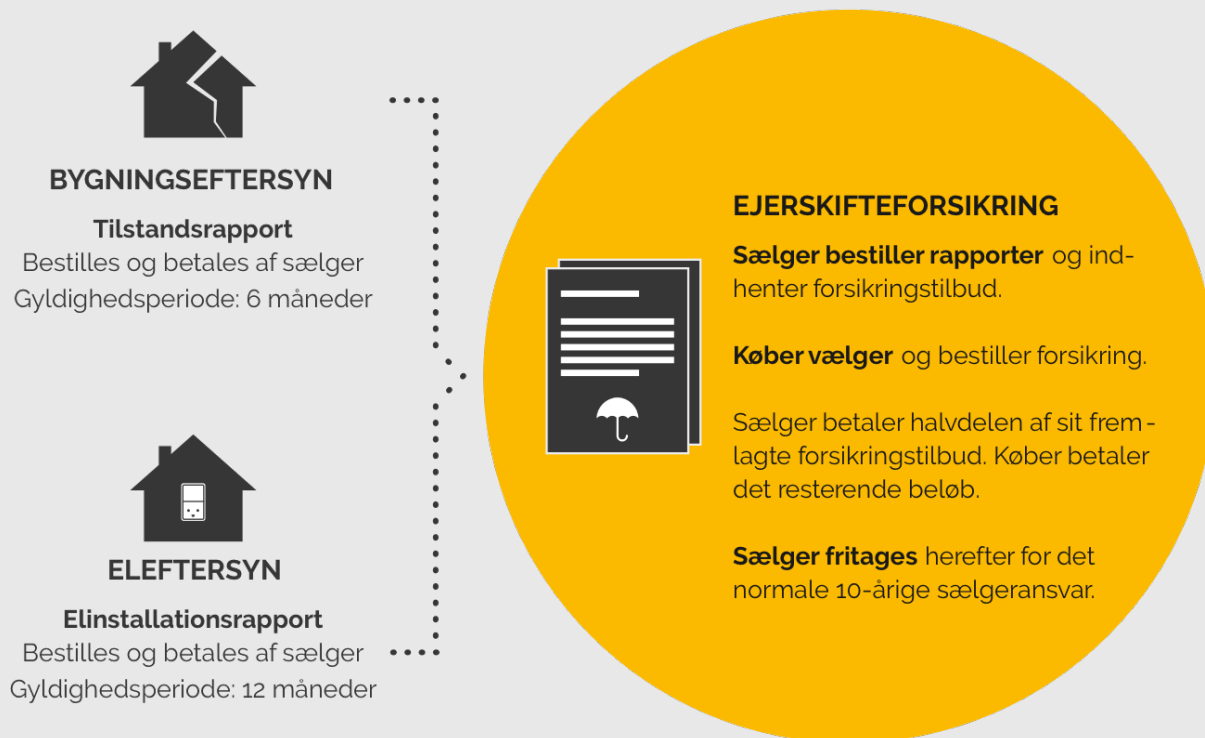 BYGNINGSEFTERSYN
Tilstandsrapport
Bestilles og betales af sælger
Gyldighedsperiode: 6 måneder
ELEFTERSYN
Elinstallationsrapport
Bestilles og betales af sælger
Gyldighedsperiode: 12 måneder
EJERSKIFTEFORSIKRING
Sælger bestiller rapporter og ind-
henter forsikringstilbud.
Køber vælger og bestiller forsikring.
Sælger betaler halvdelen af sit frem-
lagte forsikringstilbud. Køber betaler
det resterende beløb.
Sælger fritages herefter for det
normale 10-årige sælgeransvar.